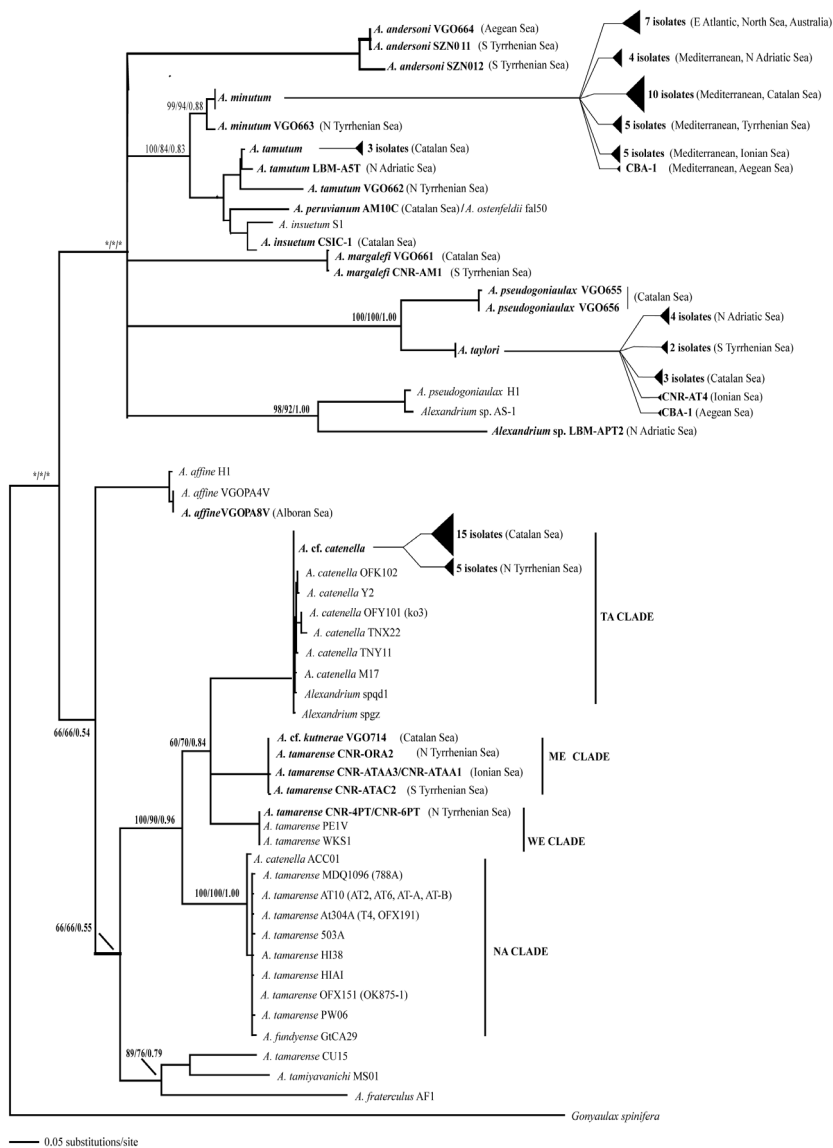 A. andersoni VGO664 (Aegean Sea)
A. andersoni SZN011 (S Tyrrhenian Sea)
A. andersoni SZN012 (S Tyrrhenian Sea)
7 isolates (E Atlantic, North Sea, Australia)
4 isolates (Mediterranean, N Adriatic Sea)
99/94/0.88
A. minutum
10 isolates (Mediterranean, Catalan Sea)
A. minutum VGO663 (N Tyrrhenian Sea)
5 isolates (Mediterranean, Tyrrhenian Sea)
100/84/0.83
A. tamutum
3 isolates (Catalan Sea)
5 isolates (Mediterranean, Ionian Sea)
A. tamutum LBM-A5T (N Adriatic Sea)
CBA-1 (Mediterranean, Aegean Sea)
A. tamutum VGO662 (N Tyrrhenian Sea)
A. peruvianum AM10C (Catalan Sea)/A. ostenfeldii fal50
A. insuetum S1
*/*/*
A. insuetum CSIC-1 (Catalan Sea)
A. margalefi VGO661 (Catalan Sea)
A. margalefi CNR-AM1 (S Tyrrhenian Sea)
A. pseudogoniaulax VGO655
A. pseudogoniaulax VGO656
(Catalan Sea)
100/100/1.00
4 isolates (N Adriatic Sea)
A. taylori
2 isolates (S Tyrrhenian Sea)
3 isolates (Catalan Sea)
CNR-AT4 (Ionian Sea)
CBA-1 (Aegean Sea)
A. pseudogoniaulax H1
98/92/1.00
Alexandrium sp. AS-1
Alexandrium sp. LBM-APT2 (N Adriatic Sea)
*/*/*
A. affine H1
A. affine VGOPA4V
A. affineVGOPA8V (Alboran Sea)
15 isolates (Catalan Sea)
A. cf. catenella
5 isolates (N Tyrrhenian Sea)
A. catenella OFK102
A. catenella Y2
A. catenella OFY101 (ko3)
TA CLADE
A. catenella TNX22
A. catenella TNY11
A. catenella M17
Alexandrium spqd1
Alexandrium spgz
66/66/0.54
60/70/0.84
A. cf. kutnerae VGO714 (Catalan Sea)
A. tamarense CNR-ORA2 (N Tyrrhenian Sea)
ME CLADE
A. tamarense CNR-ATAA3/CNR-ATAA1 (Ionian Sea)
A. tamarense CNR-ATAC2 (S Tyrrhenian Sea)
100/90/0.96
A. tamarense CNR-4PT/CNR-6PT (N Tyrrhenian Sea)
A. tamarense PE1V
A. tamarense WKS1
WE CLADE
A. catenella ACC01
A. tamarense MDQ1096 (788A)
100/100/1.00
A. tamarense AT10 (AT2, AT6, AT-A, AT-B)
A. tamarense At304A (T4, OFX191)
66/66/0.55
A. tamarense 503A
NA CLADE
A. tamarense HI38
A. tamarense HIAI
A. tamarense OFX151 (OK875-1)
A. tamarense PW06
A. fundyense GtCA29
89/76/0.79
A. tamarense CU15
A. tamiyavanichi MS01
A. fraterculus AF1
Gonyaulax spinifera
0.05 substitutions/site